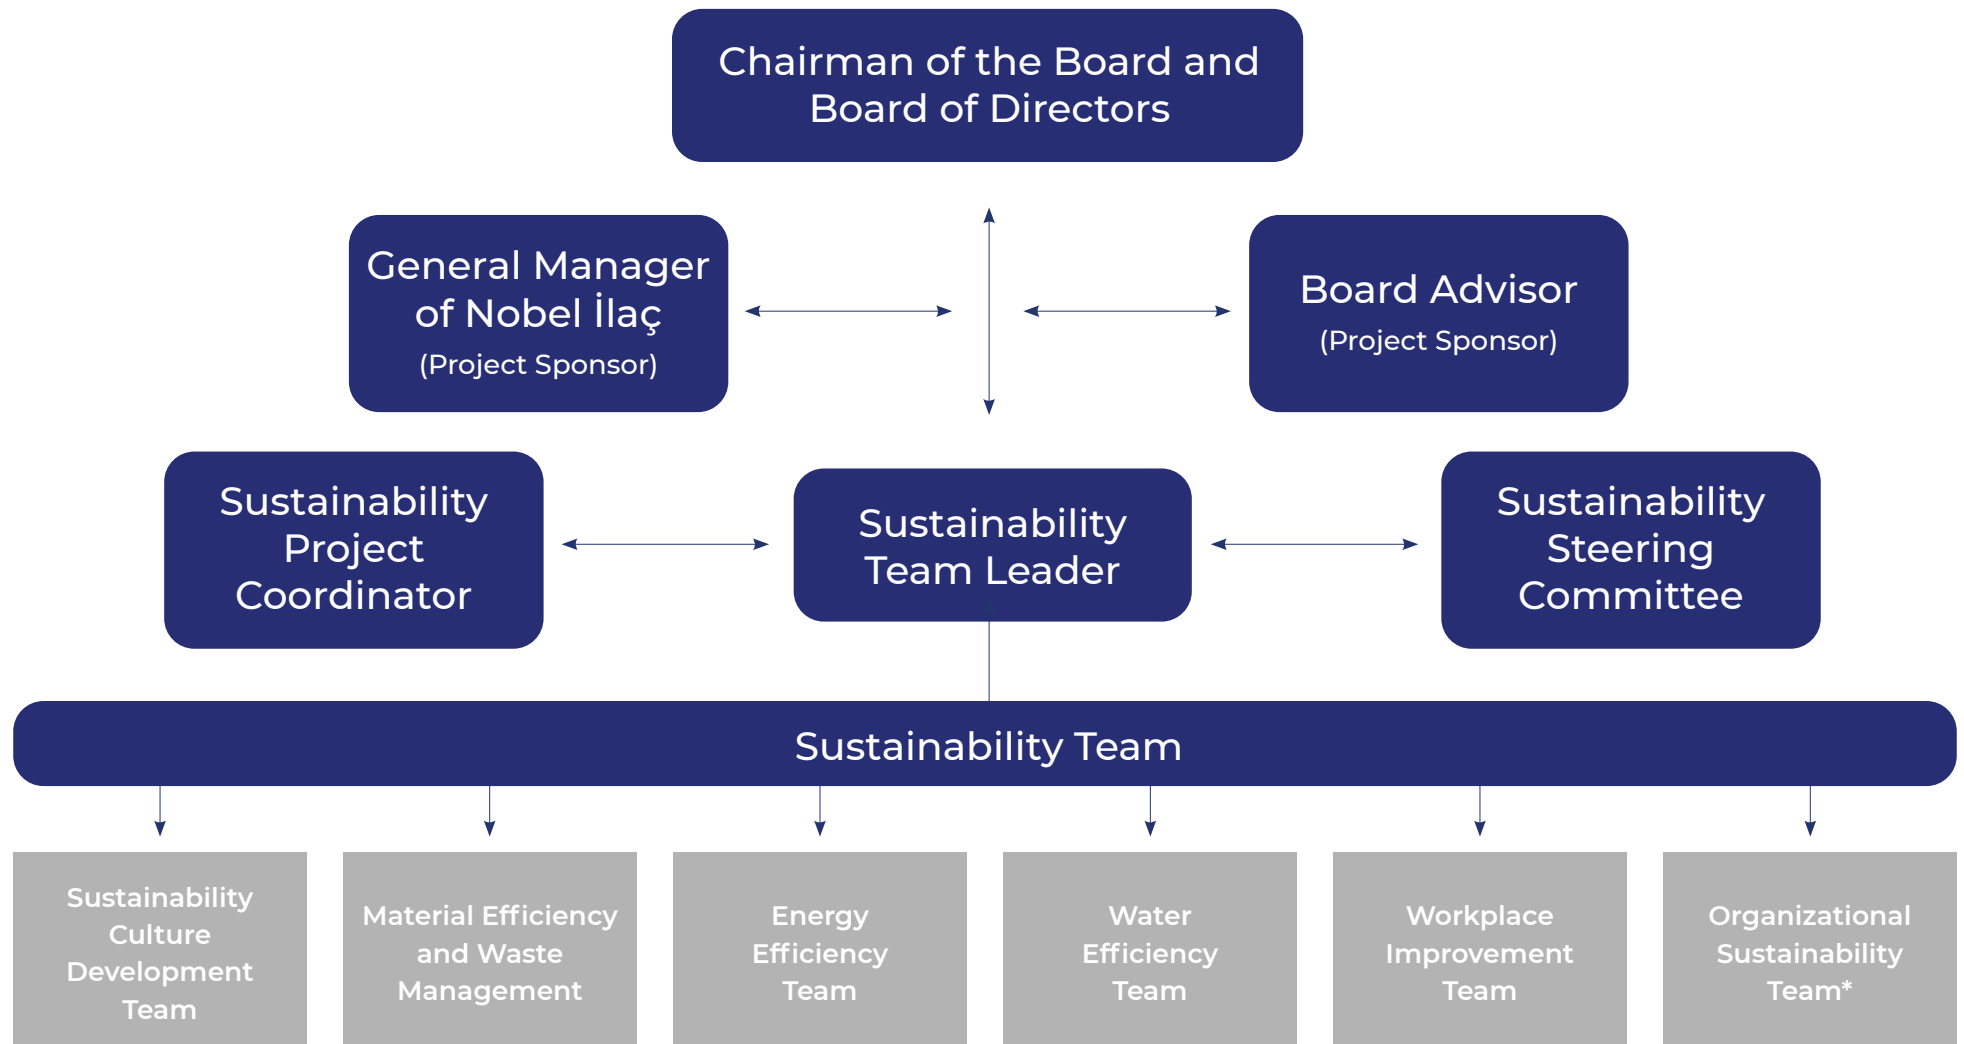 Chairman of the Board and
Board of Directors
General Manager
of Nobel İlaç
(Project Sponsor)
Board Advisor
(Project Sponsor)
Sustainability
Project
Coordinator
Sustainability
Team Leader
Sustainability
Steering
Committee
Sustainability Team
Sustainability
Culture
Development
Team
Material Efficiency
and Waste
Management
Energy
Efficiency
Team
Water
Efficiency
Team
Workplace
Improvement
Team
Organizational
Sustainability
Team*